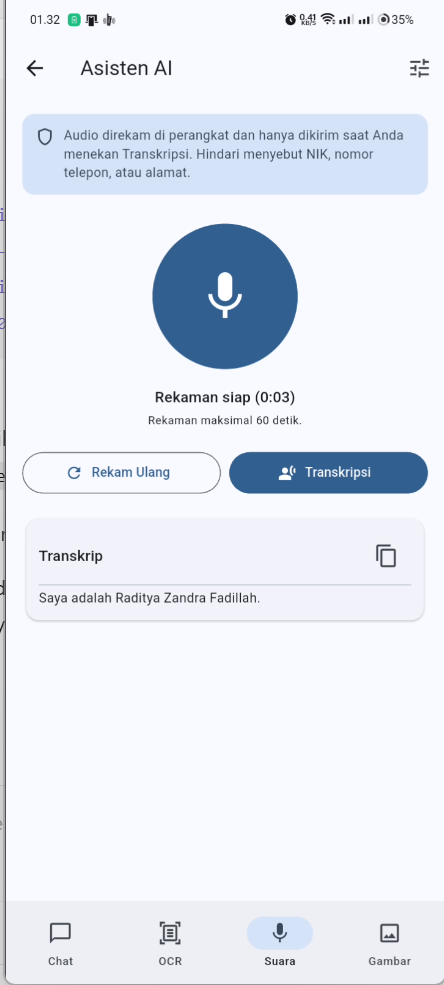 01.32
0.41
KB/S
35%
Asisten AI
Audio direkam di perangkat dan hanya dikirim saat Anda
menekan Transkripsi. Hindari menyebut NIK, nomor
telepon, atau alamat.
Rekaman siap (0:03)
Rekaman maksimal 60 detik.
Rekam Ulang
Transkripsi
Transkrip
Saya adalah Raditya Zandra Fadillah.
Chat
OCR
Suara
Gambar